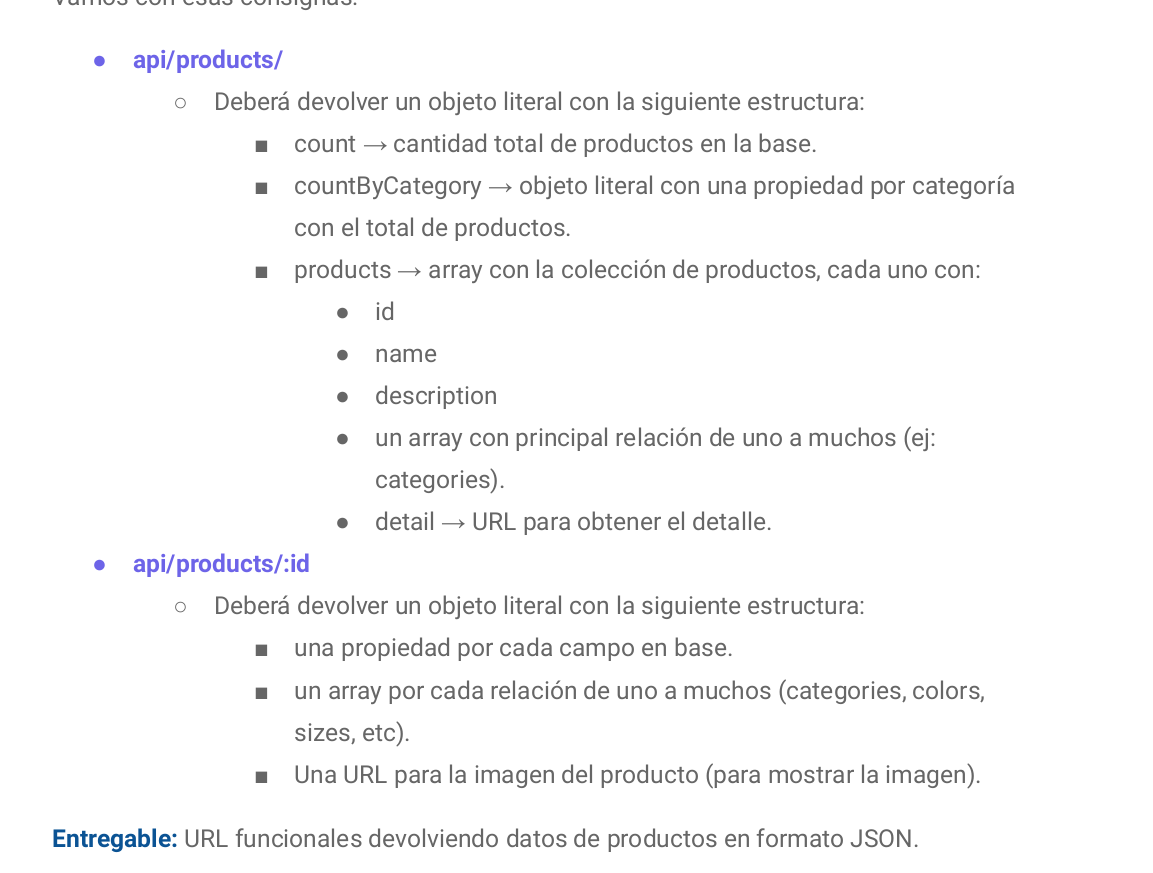 Vamos con esas consignas:
● api/products/
○ Deberá devolver un objeto literal con la siguiente estructura:
■ count → cantidad total de productos en la base.
■ countByCategory → objeto literal con una propiedad por categoría
con el total de productos.
■ products → array con la colección de productos, cada uno con:
● id
● name
● description
● un array con principal relación de uno a muchos (ej:
categories).
● detail → URL para obtener el detalle.
● api/products/:id
○ Deberá devolver un objeto literal con la siguiente estructura:
■ una propiedad por cada campo en base.
■ un array por cada relación de uno a muchos (categories, colors,
sizes, etc).
■ Una URL para la imagen del producto (para mostrar la imagen).
Entregable: URL funcionales devolviendo datos de productos en formato JSON.